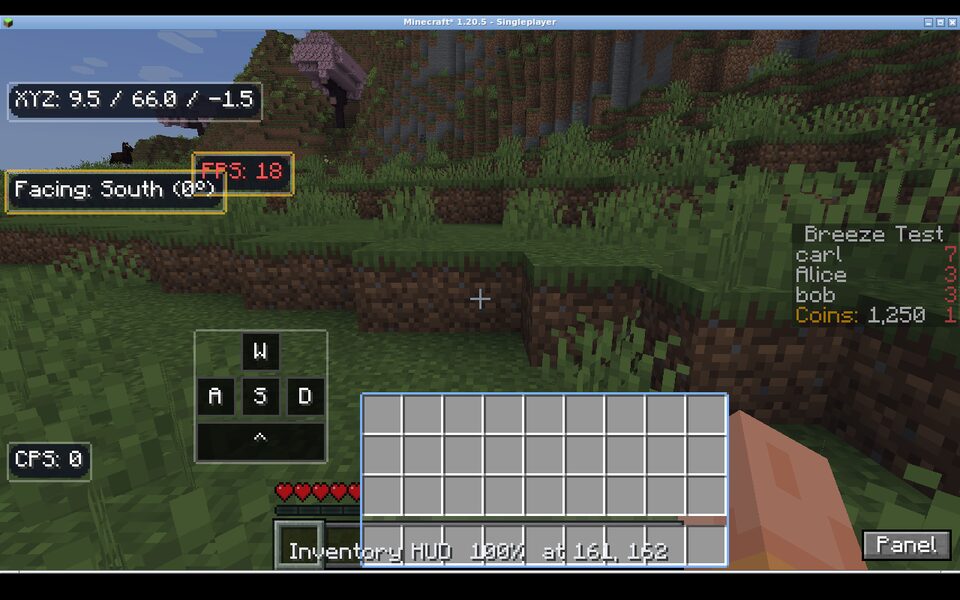 Minecraft* 1.20.5 - Singleplayer
XYZ: 9.5 / 66.0 / -1.5
FPS: 18
Facing: South (0°)
Breeze Test
carl 7
Alice 3
bob 3
Coins: 1,250 1
W
A S D
^
CPS: 0
Inventory HUD 100% at 161, 162
Panel